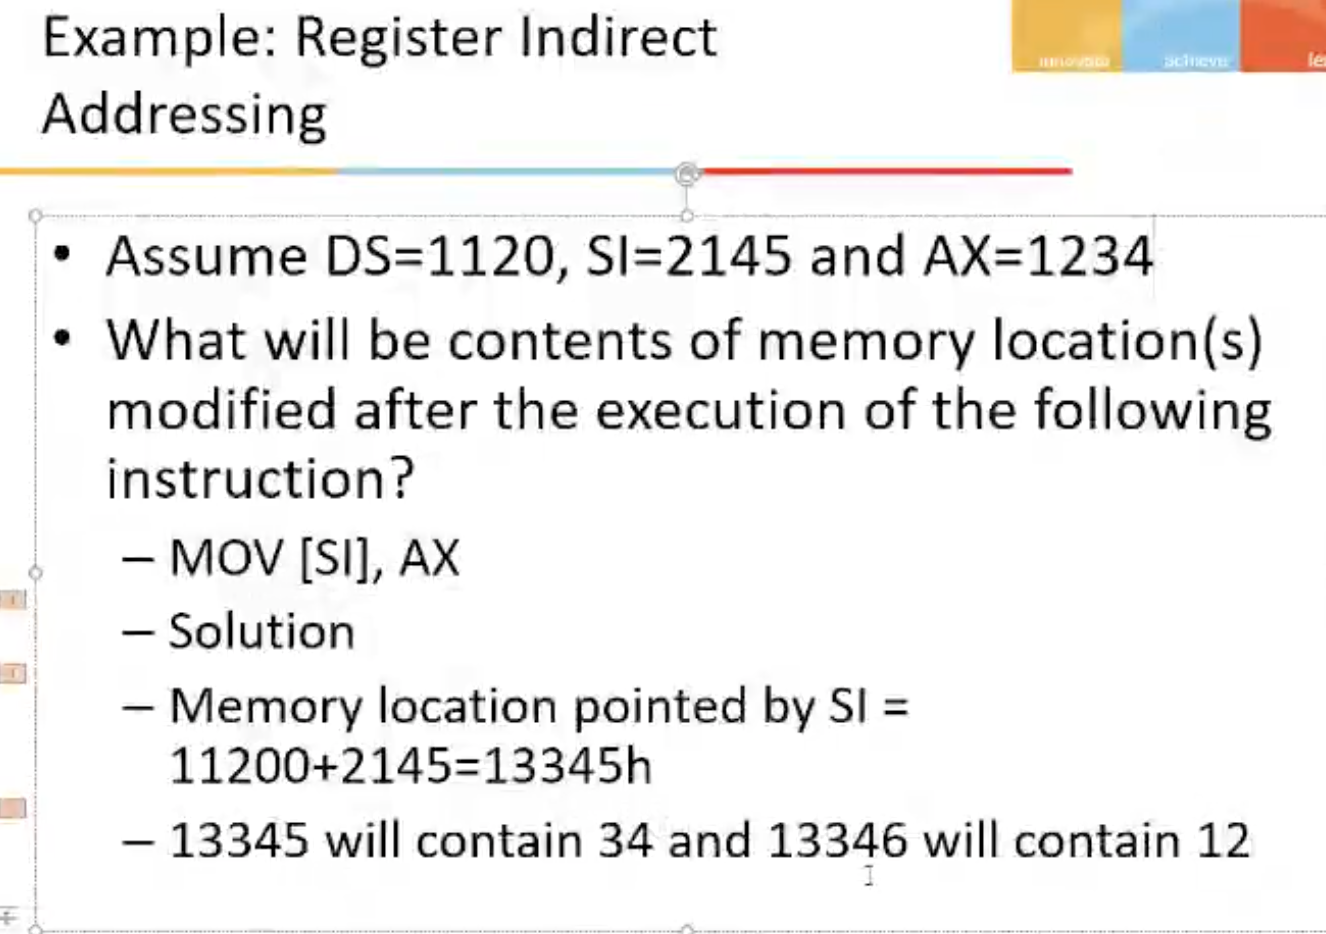 Example: Register Indirect
Addressing
innovate
achieve
• Assume DS=1120, SI=2145 and AX=1234
• What will be contents of memory location(s)
modified after the execution of the following
instruction?
– MOV [SI], AX
– Solution
– Memory location pointed by SI =
11200+2145=13345h
– 13345 will contain 34 and 13346 will contain 12